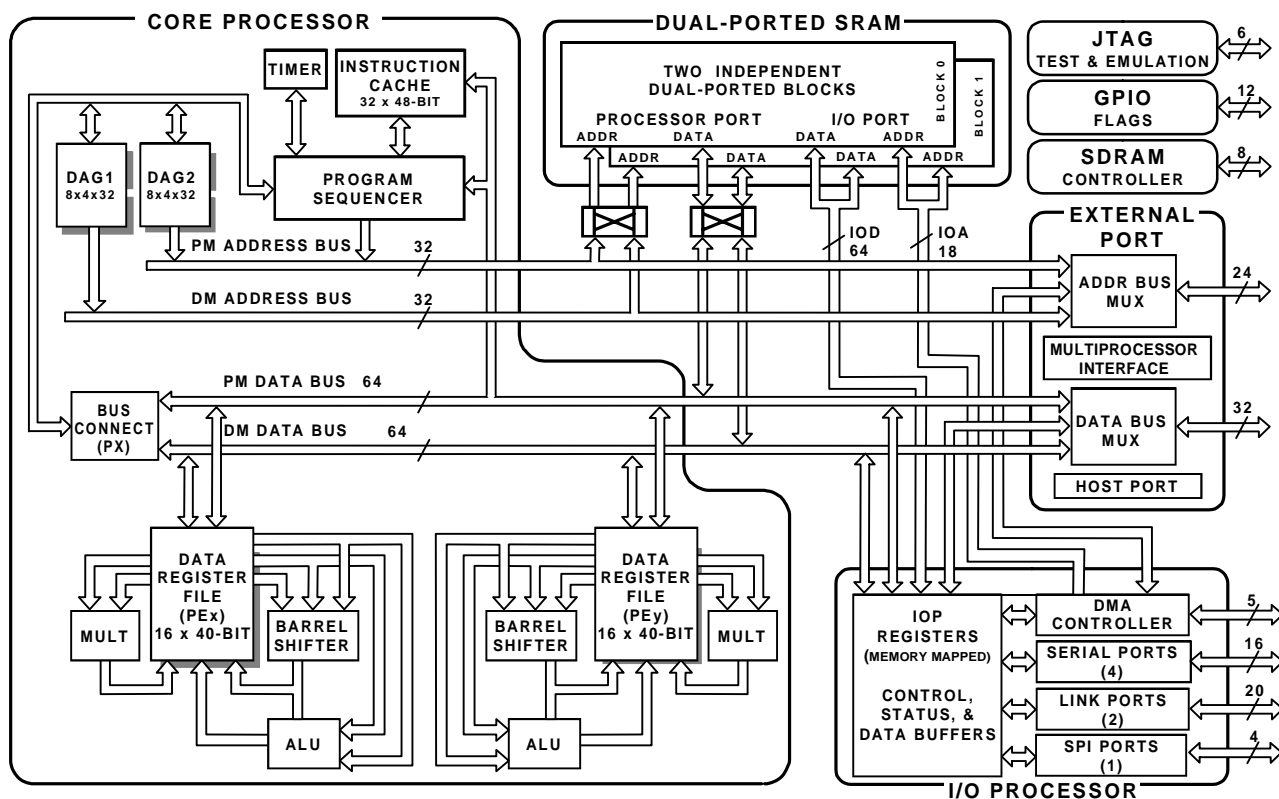 CORE PROCESSOR
TIMER
INSTRUCTION
CACHE
32 x 48-BIT
DAG1
8x4x32
DAG2
8x4x32
PROGRAM
SEQUENCER
PM ADDRESS BUS 32
DM ADDRESS BUS 32
PM DATA BUS 64
DM DATA BUS 64
BUS
CONNECT
(PX)
DATA
REGISTER
FILE
(PEx)
16 x 40-BIT
MULT
BARREL
SHIFTER
ALU
DATA
REGISTER
FILE
(PEy)
16 x 40-BIT
BARREL
SHIFTER
MULT
ALU
DUAL-PORTED SRAM
TWO INDEPENDENT
DUAL-PORTED BLOCKS
PROCESSOR PORT I/O PORT
ADDR DATA DATA ADDR
BLOCK 0
ADDR DATA DATA ADDR
BLOCK 1
IOD
64
IOA
18
JTAG
TEST & EMULATION
6
GPIO
FLAGS
12
SDRAM
CONTROLLER
8
EXTERNAL
PORT
ADDR BUS
MUX
24
MULTIPROCESSOR
INTERFACE
DATA BUS
MUX
32
HOST PORT
IOP
REGISTERS
(MEMORY MAPPED)
CONTROL,
STATUS, &
DATA BUFFERS
DMA
CONTROLLER
5
SERIAL PORTS
(4)
16
LINK PORTS
(2)
20
SPI PORTS
(1)
4
I/O PROCESSOR